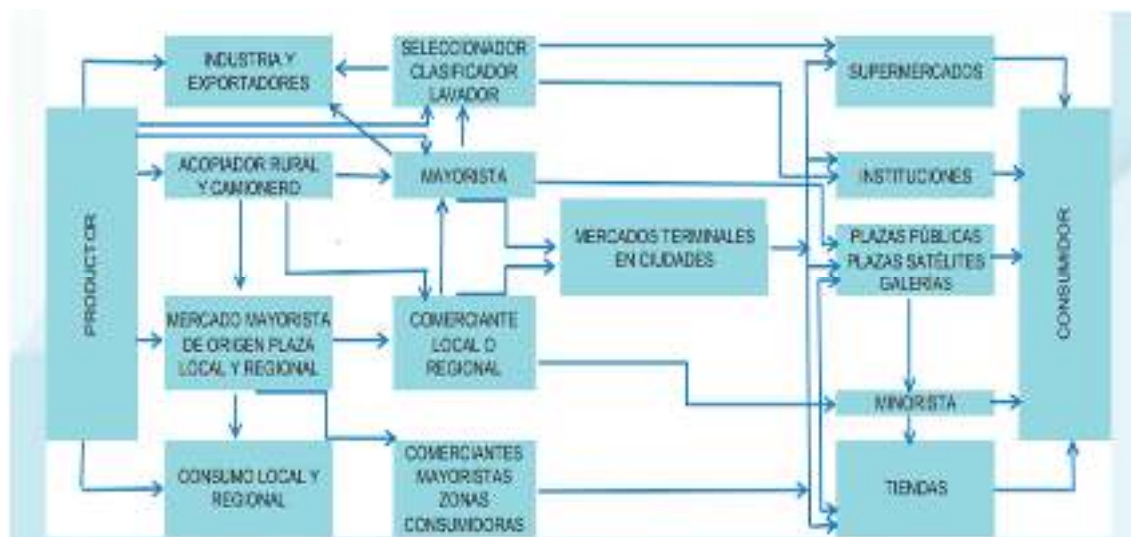 PRODUCTOR
INDUSTRIA Y
EXPORTADORES
SELECCIONADOR
CLASIFICADOR
LAVADOR
SUPERMERCADOS
ACOPIADOR RURAL
Y CAMIONERO
MAYORISTA
INSTITUCIONES
MERCADOS TERMINALES
EN CIUDADES
PLAZAS PÚBLICAS
PLAZAS SATÉLITES
GALERÍAS
MERCADO MAYORISTA
DE ORIGEN PLAZA
LOCAL Y REGIONAL
COMERCIANTE
LOCAL O
REGIONAL
MINORISTA
CONSUMO LOCAL Y
REGIONAL
COMERCIANTES
MAYORISTAS
ZONAS
CONSUMIDORAS
TIENDAS
CONSUMIDOR